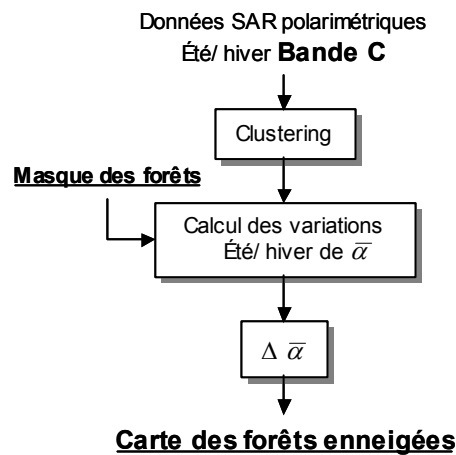 Données SAR polarimétriques
Été/ hiver Bande C
Clustering
Masque des forêts
Calcul des variations
Été/ hiver de α̅
Δ α̅
Carte des forêts enneigées